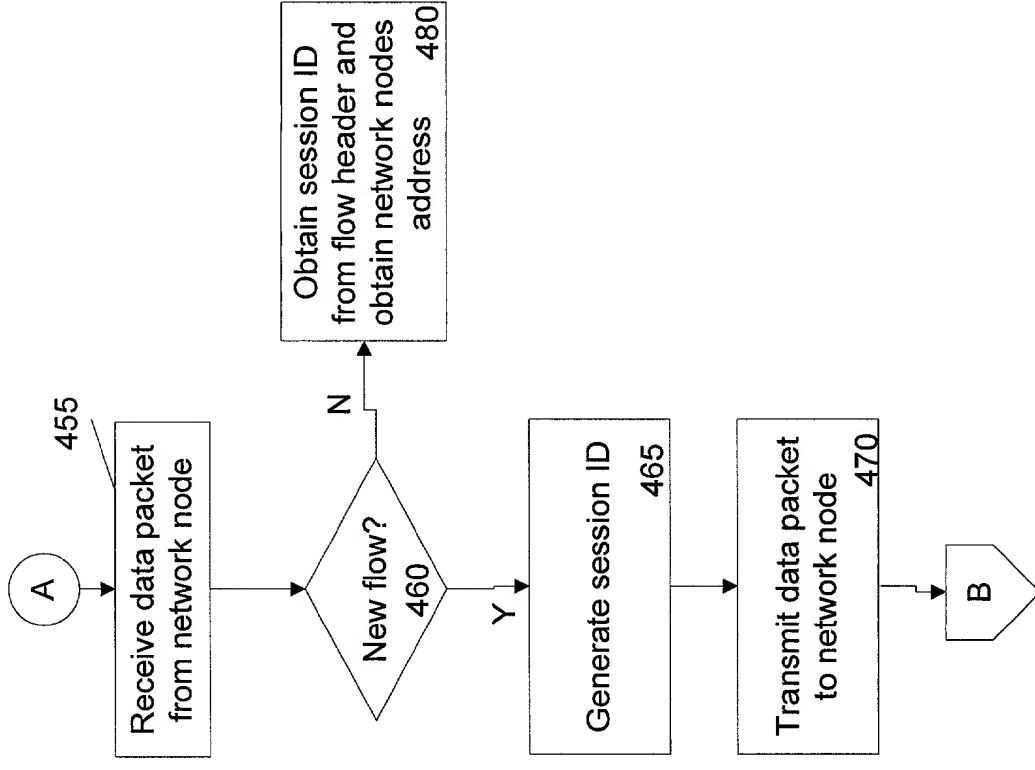 A
455
Receive data packet
from network node
New flow?
460
N
Obtain session ID
from flow header and
obtain network nodes
address 480
Y
Generate session ID
465
Transmit data packet
to network node
470
B